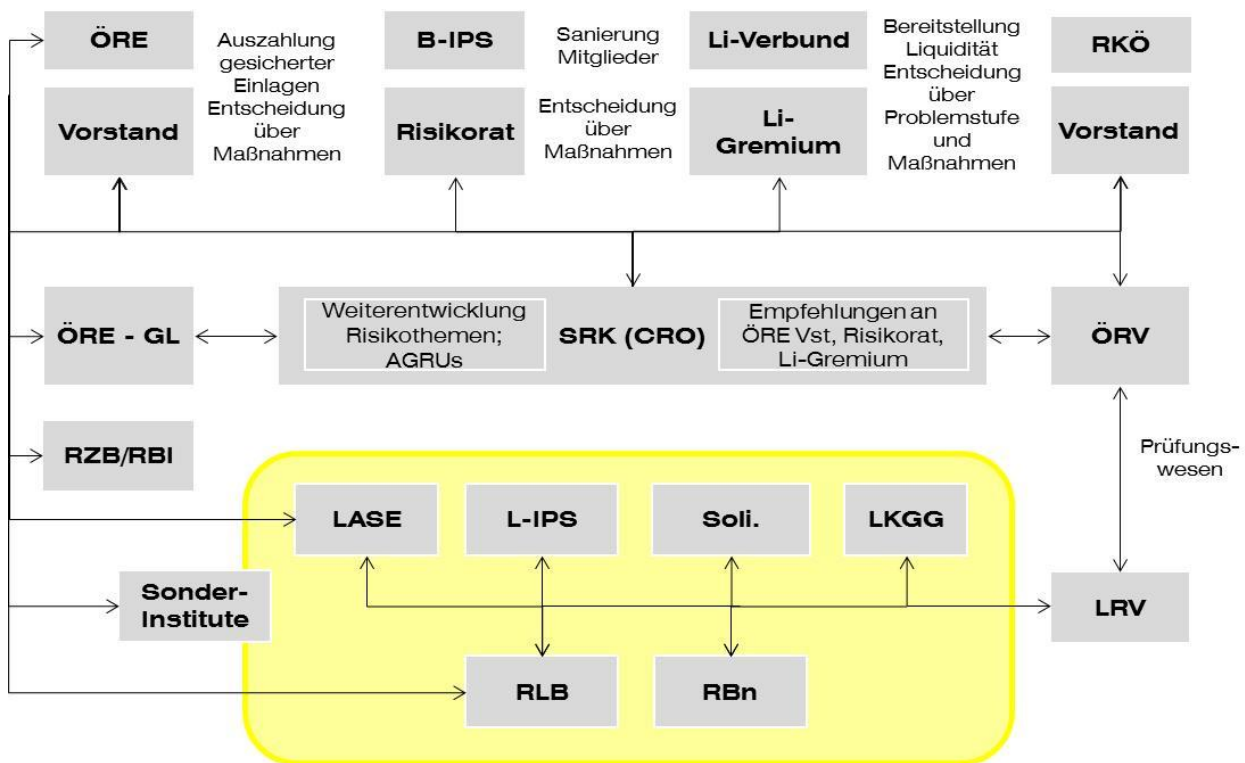 ÖRE
Vorstand
Auszahlung
gesicherter
Einlagen
Entscheidung
über
Maßnahmen
B-IPS
Risikorat
Sanierung
Mitglieder
Entscheidung
über
Maßnahmen
Li-Verbund
Li-
Gremium
Bereitstellung
Liquidität
Entscheidung
über
Problemstufe
und
Maßnahmen
RKÖ
Vorstand
ÖRE - GL
Weiterentwicklung
Risikothemen;
AGRUs
SRK (CRO)
Empfehlungen an
ÖRE Vst, Risikorat,
Li-Gremium
ÖRV
RZB/RBI
Prüfungs-
wesen
LASE
L-IPS
Soli.
LKGG
Sonder-
Institute
LRV
RLB
RBn